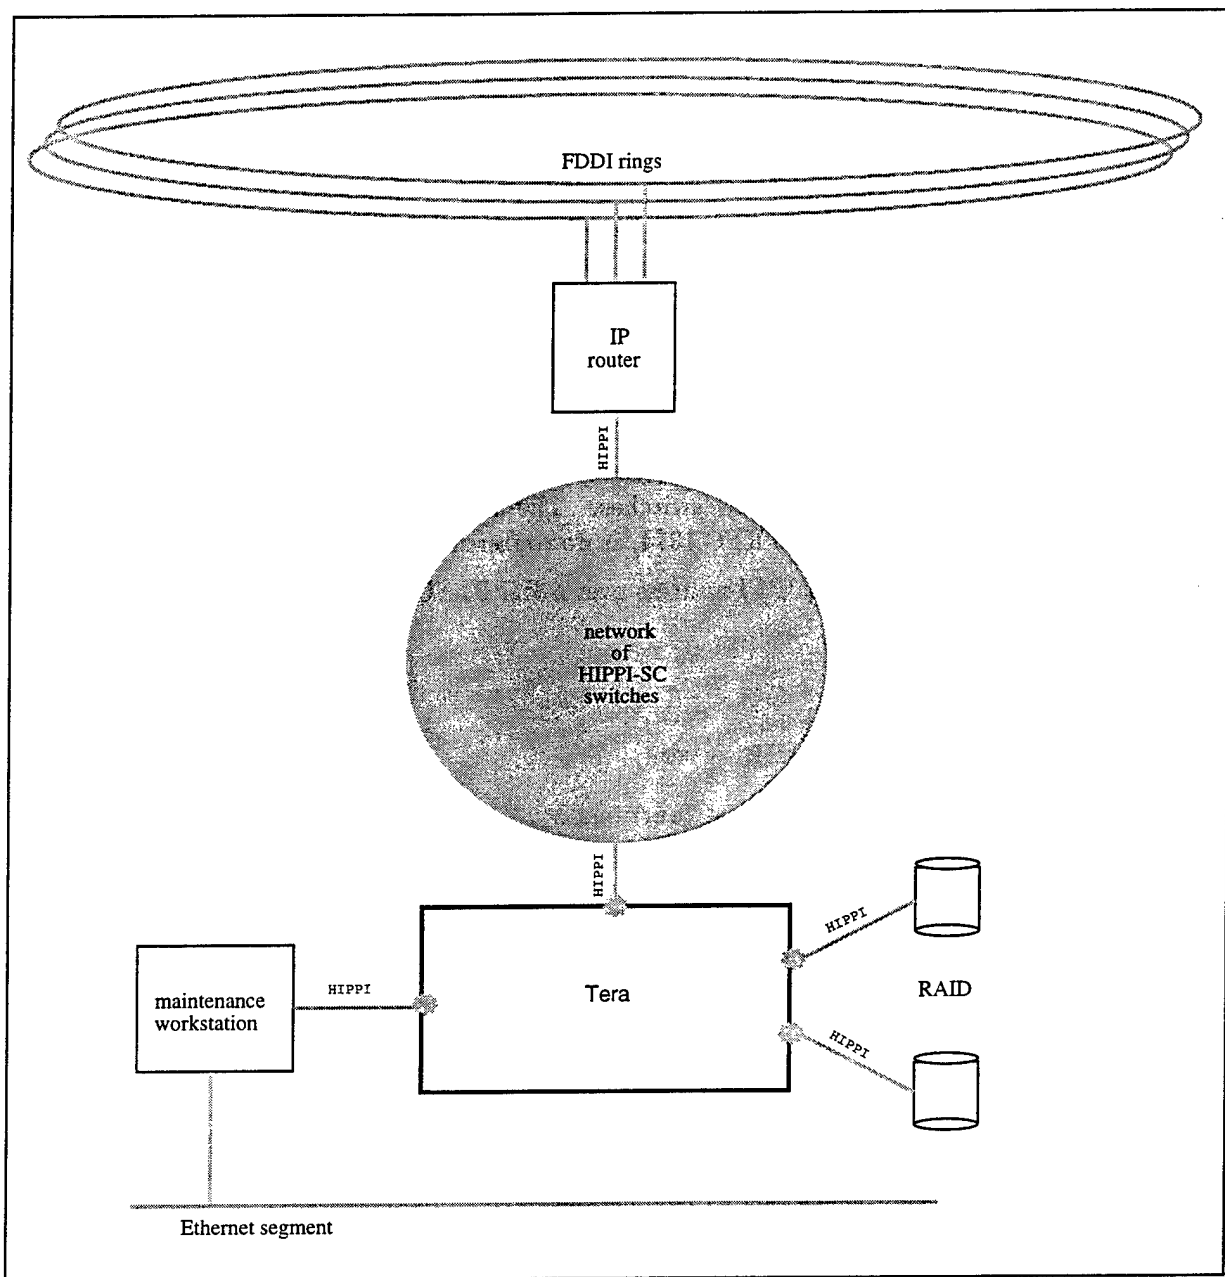 FDDI rings
IP
router
HIPPI
network
of
HIPPI-SC
switches
HIPPI
HIPPI
maintenance
workstation
HIPPI
Tera
RAID
HIPPI
Ethernet segment